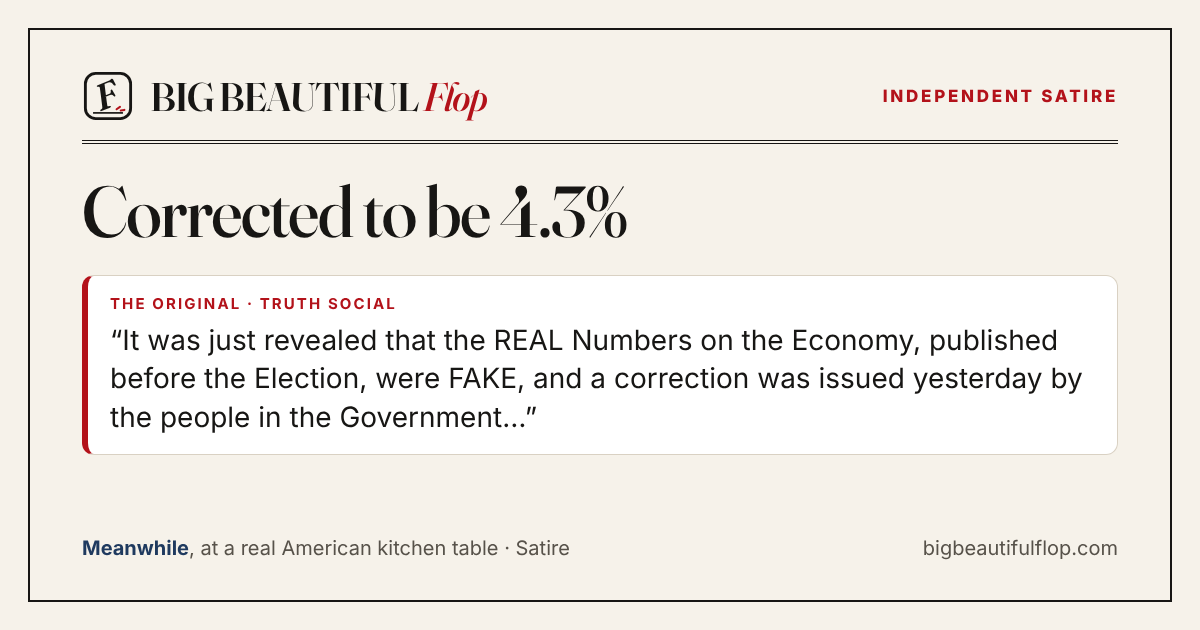 F
BIG BEAUTIFUL Flop
INDEPENDENT SATIRE
Corrected to be 4.3%
THE ORIGINAL · TRUTH SOCIAL
“It was just revealed that the REAL Numbers on the Economy, published
before the Election, were FAKE, and a correction was issued yesterday by
the people in the Government…”
Meanwhile, at a real American kitchen table · Satire
bigbeautifulflop.com